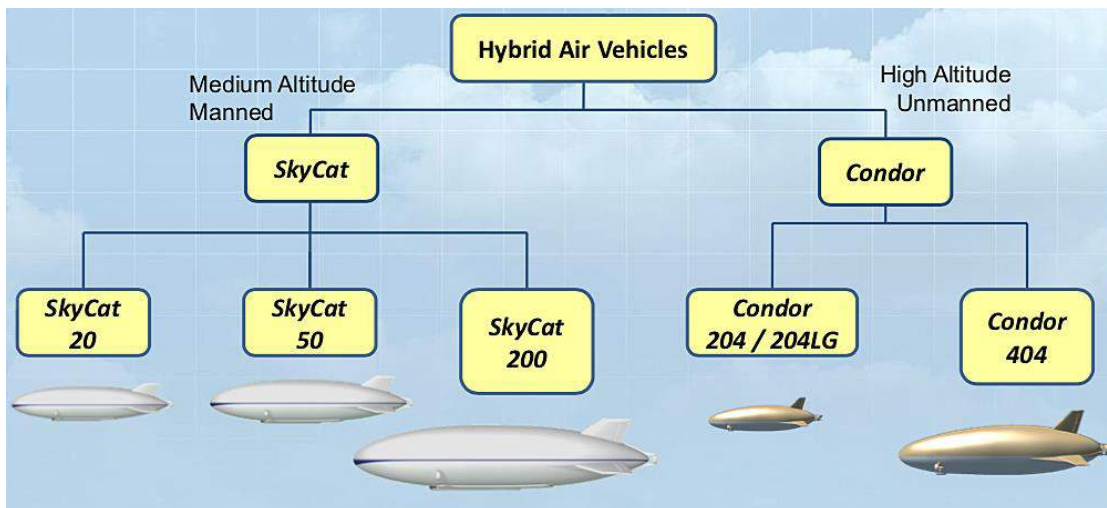 Hybrid Air Vehicles
Medium Altitude
Manned
High Altitude
Unmanned
SkyCat
Condor
SkyCat
20
SkyCat
50
SkyCat
200
Condor
204 / 204LG
Condor
404